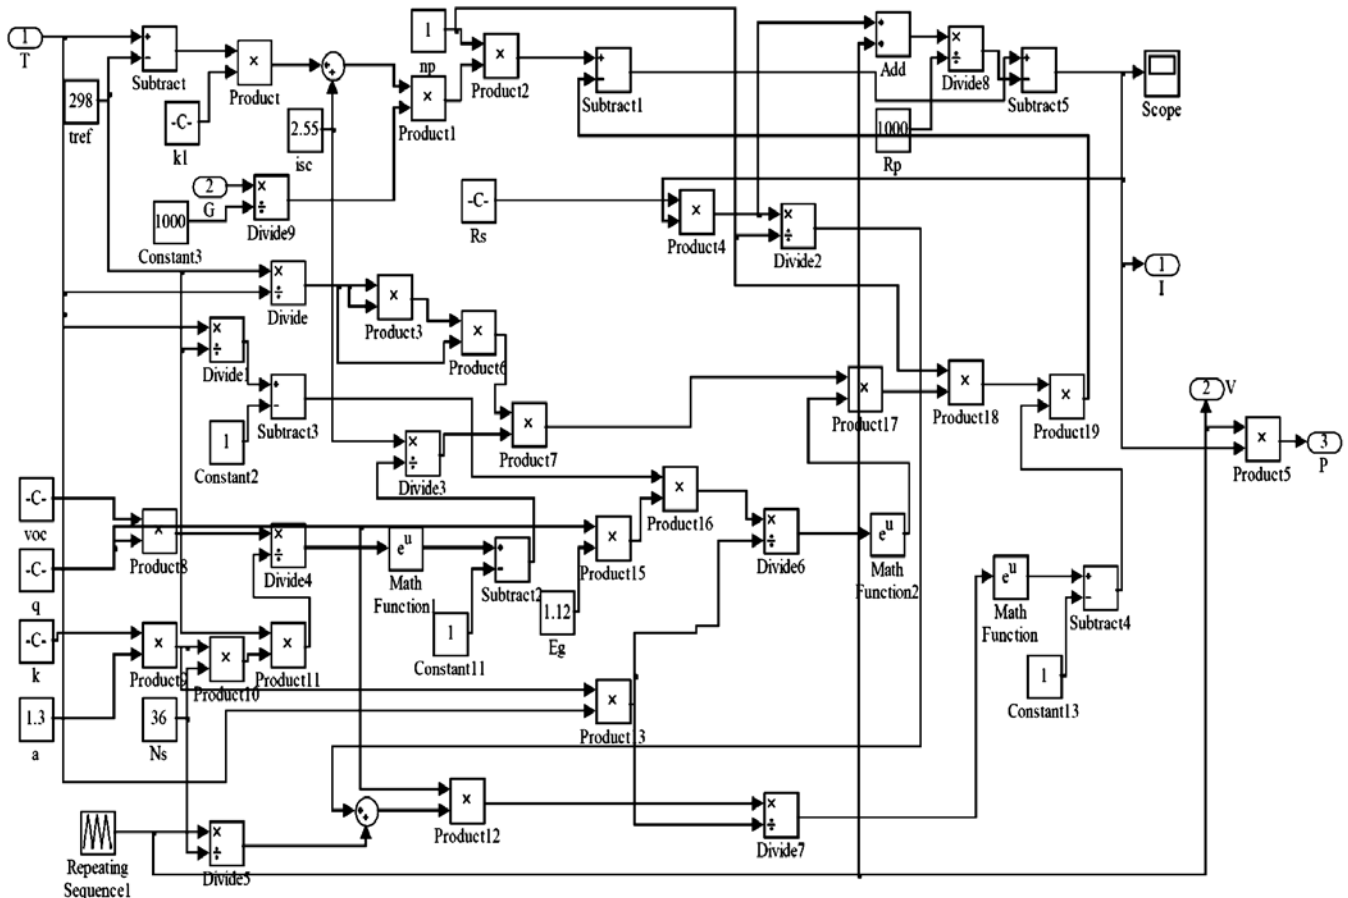 1
T
Subtract
298
tref
-C-
k1
Product
2.55
isc
1
np
Product1
Product2
Subtract1
Add
Divide8
1000
Rp
Subtract5
Scope
2
G
1000
Constant3
Divide9
-C-
Rs
Product4
Divide2
1
I
Divide
Product3
Product6
Divide1
Subtract3
1
Constant2
Divide3
Product7
Product17
Product18
Product19
2
V
Product5
3
P
-C-
voc
-C-
q
Product8
Divide4
e^u
Math
Function
Subtract2
1
Constant11
1.12
Eg
Product15
Product16
Divide6
e^u
Math
Function2
e^u
Math
Function
Subtract4
1
Constant13
-C-
k
1.3
a
Product9
Product10
Product11
36
Ns
Product13
Repeating
Sequence1
Divide5
Product12
Divide7